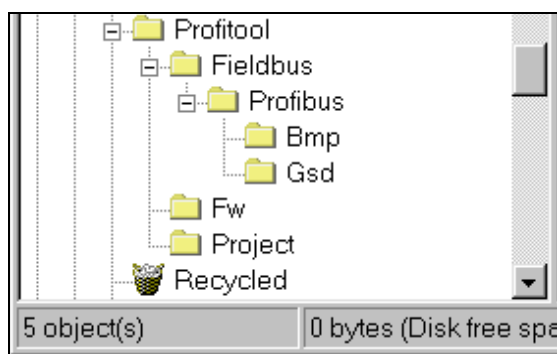 Profitool
Fieldbus
Profibus
Bmp
Gsd
Fw
Project
Recycled
5 object(s) 0 bytes (Disk free spa